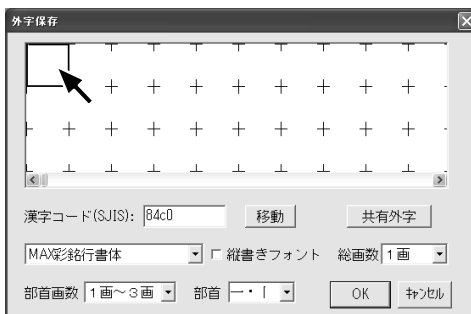 外字保存
漢字コード(SJIS): 84c0 移動 共有外字
MAX彩銘行書体 縦書きフォント 総画数 1画
部首画数 1画〜3画 部首 一・｜ OK ｷｬﾝｾﾙ